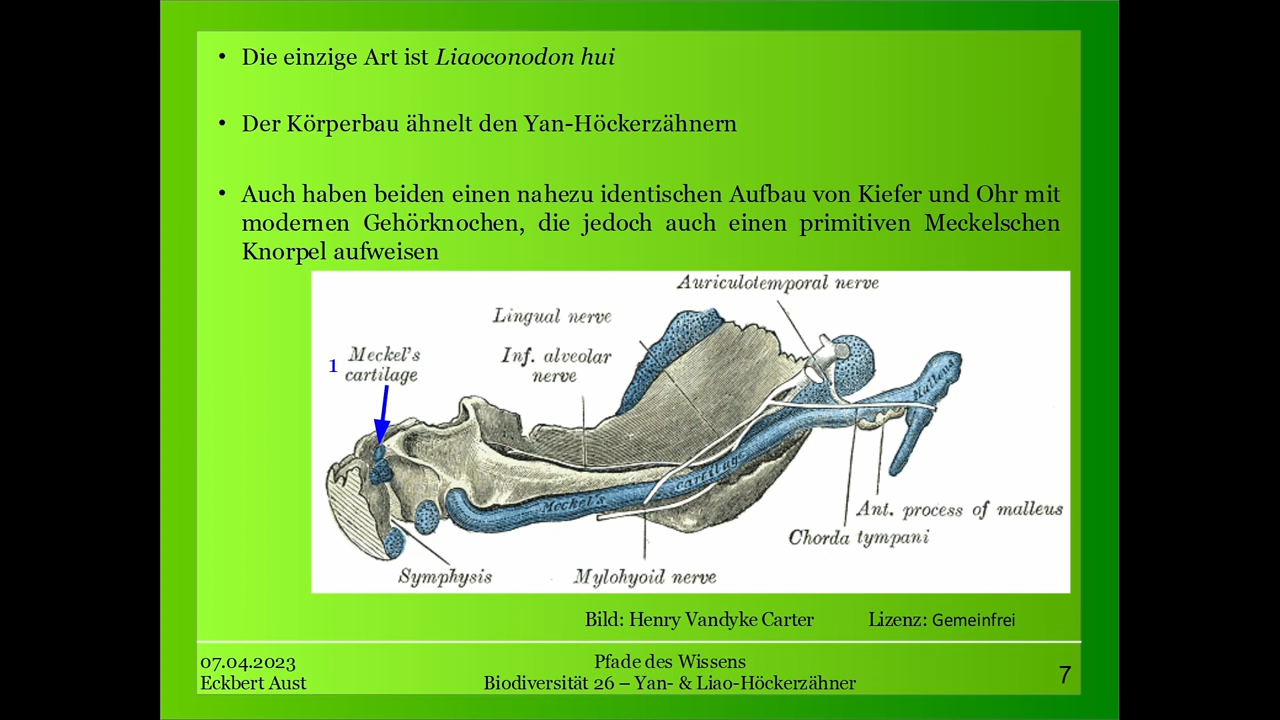 • Die einzige Art ist Liaoconodon hui
• Der Körperbau ähnelt den Yan-Höckerzähnern
• Auch haben beiden einen nahezu identischen Aufbau von Kiefer und Ohr mit
modernen Gehörknochen, die jedoch auch einen primitiven Meckelschen
Knorpel aufweisen
Auriculotemporal nerve
Lingual nerve
Inf. alveolar
nerve
1 Meckel's
cartilage
Malleus
Meckel's cartilage
Ant. process of malleus
Chorda tympani
Symphysis
Mylohyoid nerve
Bild: Henry Vandyke Carter Lizenz: Gemeinfrei
07.04.2023
Eckbert Aust
Pfade des Wissens
Biodiversität 26 – Yan- & Liao-Höckerzähner
7